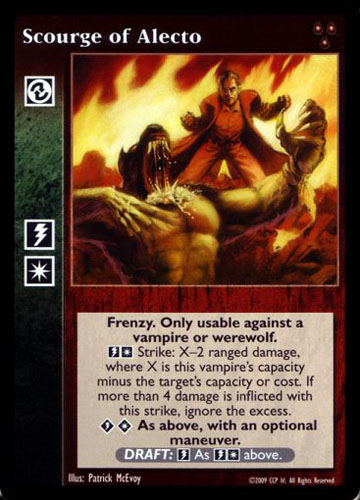 Scourge of Alecto
Frenzy. Only usable against a
vampire or werewolf.
Strike: X–2 ranged damage,
where X is this vampire's capacity
minus the target's capacity or cost. If
more than 4 damage is inflicted with
this strike, ignore the excess.
As above, with an optional
maneuver.
DRAFT: As above.
Illus: Patrick McEvoy
©2009 CCP hf. All Rights Reserved